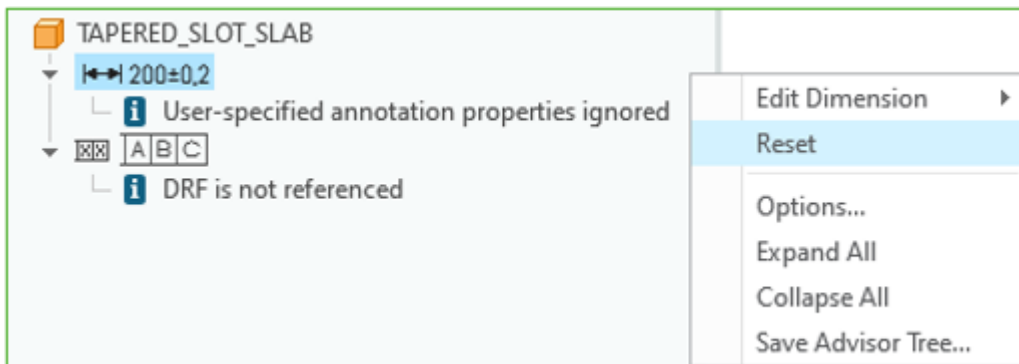 TAPERED_SLOT_SLAB
200±0,2
User-specified annotation properties ignored
A B C
DRF is not referenced
Edit Dimension
Reset
Options...
Expand All
Collapse All
Save Advisor Tree...